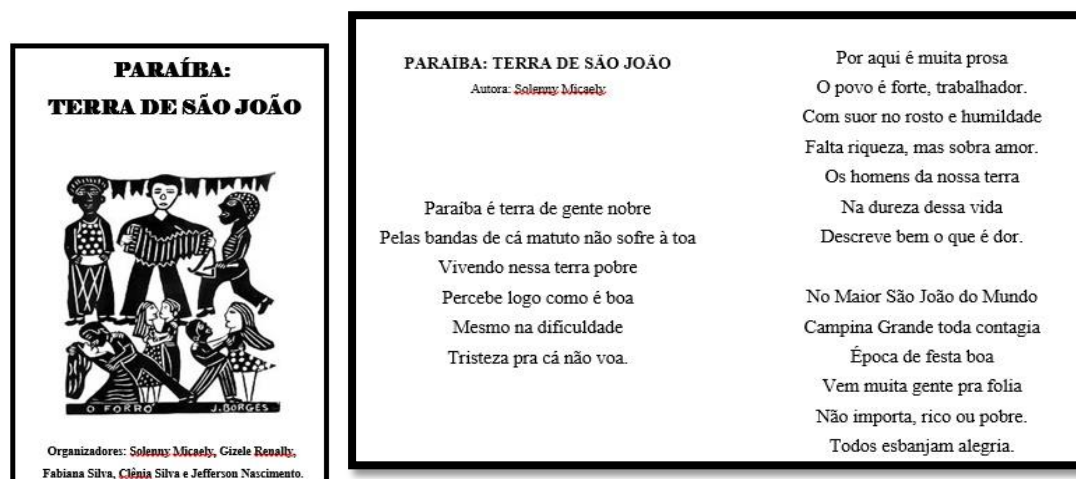 PARAÍBA:
TERRA DE SÃO JOÃO
O FORRÓ J.BORGES
Organizadores: Solenny Micaely, Gizele Renally,
Fabiana Silva, Clênia Silva e Jefferson Nascimento.
PARAÍBA: TERRA DE SÃO JOÃO
Autora: Solenny Micaely
Paraíba é terra de gente nobre
Pelas bandas de cá matuto não sofre à toa
Vivendo nessa terra pobre
Percebe logo como é boa
Mesmo na dificuldade
Tristeza pra cá não voa.
Por aqui é muita prosa
O povo é forte, trabalhador.
Com suor no rosto e humildade
Falta riqueza, mas sobra amor.
Os homens da nossa terra
Na dureza dessa vida
Descreve bem o que é dor.
No Maior São João do Mundo
Campina Grande toda contagia
Época de festa boa
Vem muita gente pra folia
Não importa, rico ou pobre.
Todos esbanjam alegria.